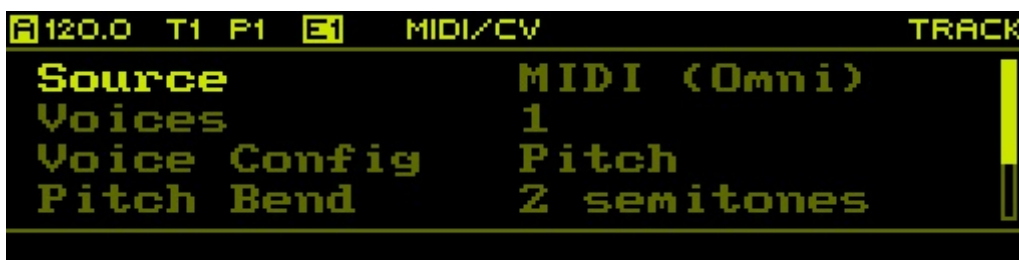 A 120.0 T1 P1 E1 MIDI/CV TRACK
Source MIDI (Omni)
Voices 1
Voice Config Pitch
Pitch Bend 2 semitones